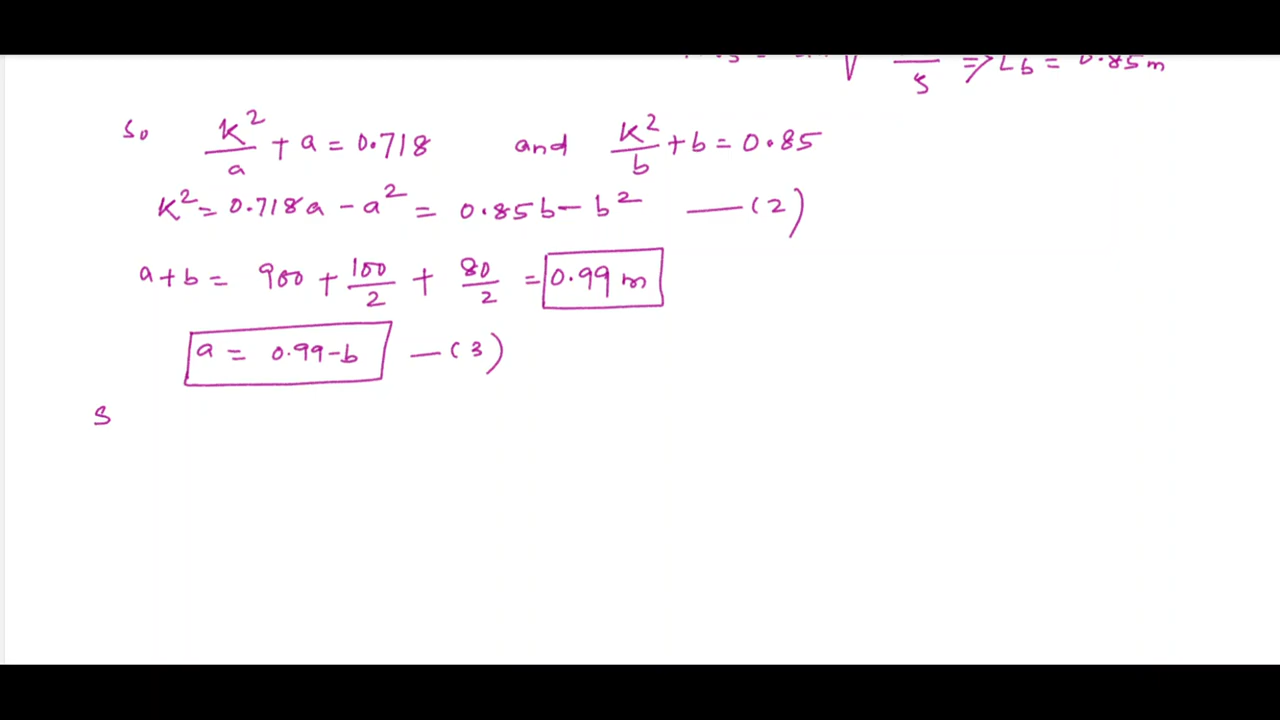 g ⇒ Lb = 0.85m
So k²/a + a = 0.718 and k²/b + b = 0.85
k² = 0.718a - a² = 0.85b - b² —(2)
a+b = 900 + 100/2 + 80/2 = 0.99 m
a = 0.99-b —(3)
S